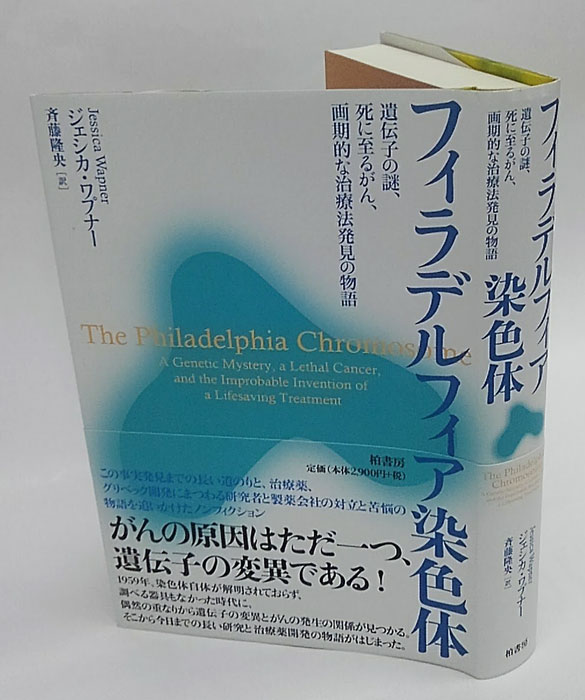 フィラデルフィア染色体
遺伝子の謎、
死に至るがん、
画期的な治療法発見の物語
Jessica Wapner
ジェシカ・ワプナー
斉藤隆央[訳]
The Philadelphia Chromosome
A Genetic Mystery, a Lethal Cancer,
and the Improbable Invention of
a Lifesaving Treatment
柏書房
定価(本体2,900円+税)
この事実発見までの長い道のりと、治療薬、
グリベック開発にまつわる研究者と製薬会社の対立と苦悩の
物語を追いかけたノンフィクション
がんの原因はただ一つ、
遺伝子の変異である!
1959年、染色体自体が解明されておらず、
調べる器具もなかった時代に、
偶然の重なりから遺伝子の変異とがんの発生の関係が見つかる。
そこから今日までの長い研究と治療薬開発の物語がはじまった。
フィラデルフィア
染色体
遺伝子の謎、
死に至るがん、
画期的な治療法発見の物語
The Philadelphia
Chromosome
Jessica Wapner
ジェシカ・ワプナー
斉藤隆央[訳]
柏書房